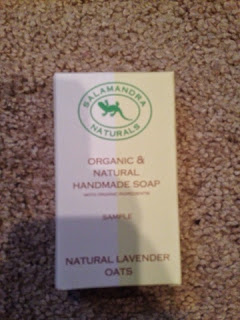 SALAMANDRA
NATURALS
ORGANIC &
NATURAL
HANDMADE SOAP
WITH ORGANIC INGREDIENTS
SAMPLE
NATURAL LAVENDER
OATS